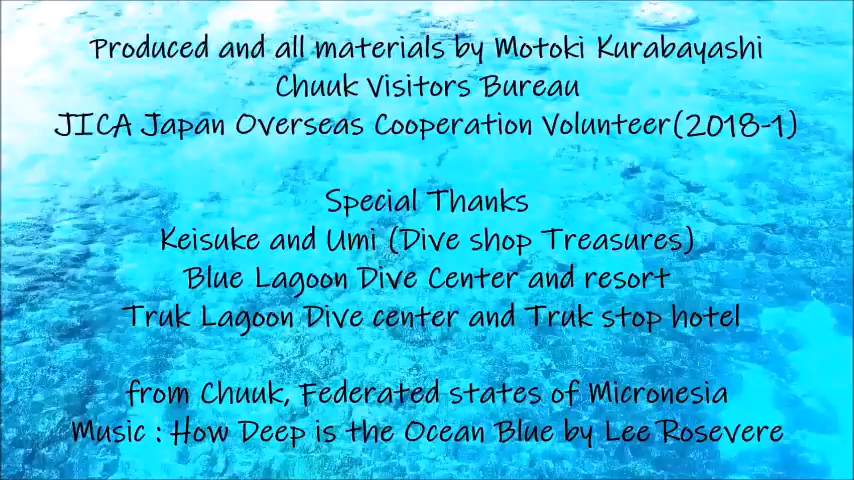 Produced and all materials by Motoki Kurabayashi
Chuuk Visitors Bureau
JICA Japan Overseas Cooperation Volunteer(2018-1)
Special Thanks
Keisuke and Umi (Dive shop Treasures)
Blue Lagoon Dive Center and resort
Truk Lagoon Dive center and Truk stop hotel
from Chuuk, Federated states of Micronesia
Music : How Deep is the Ocean Blue by Lee Rosevere